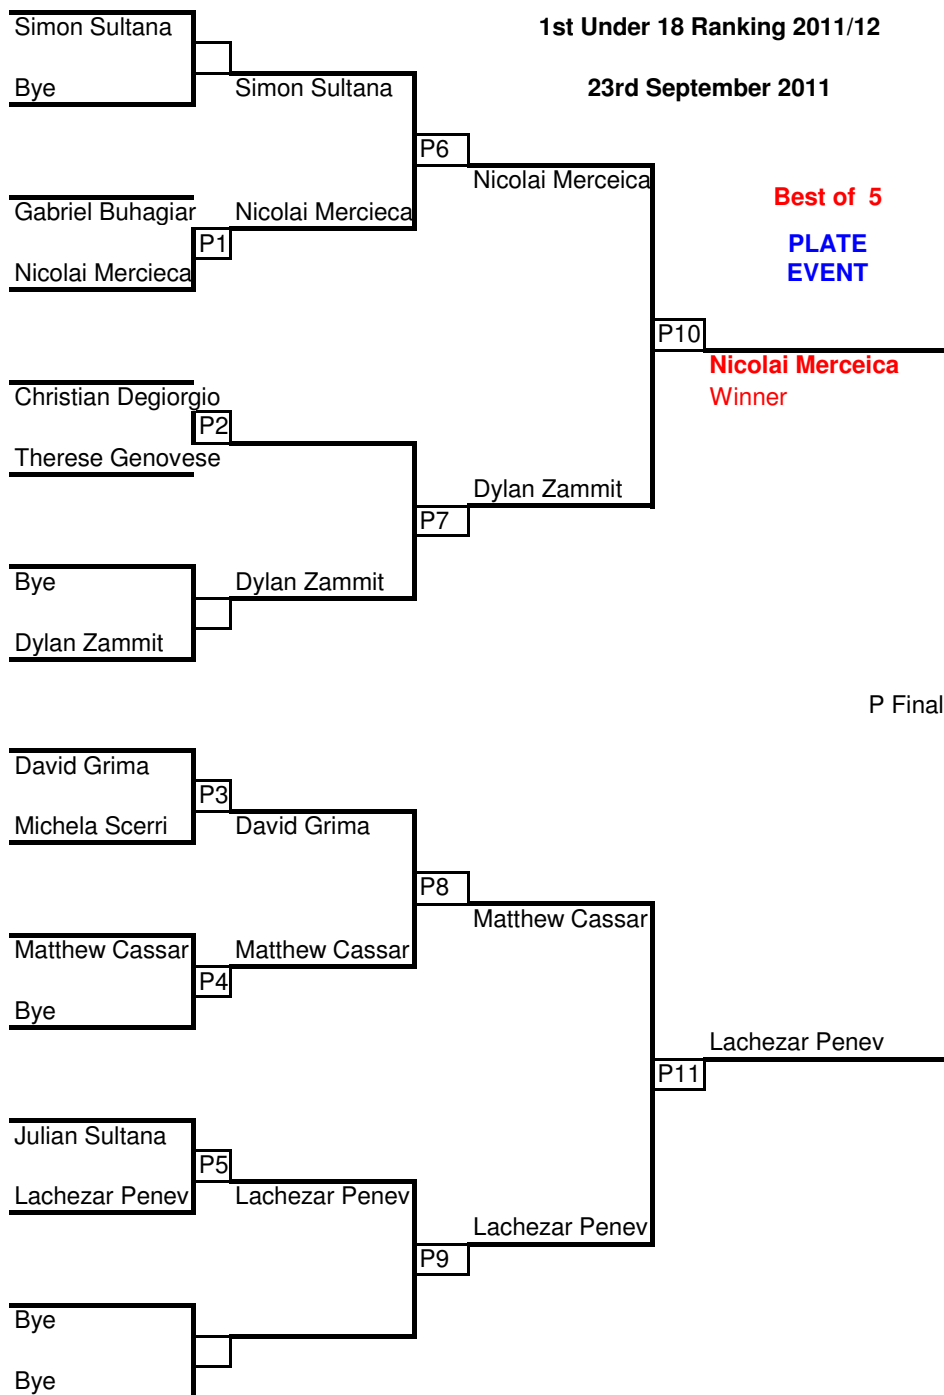 Simon Sultana
1st Under 18 Ranking 2011/12
Bye
Simon Sultana
23rd September 2011
P6
Nicolai Merceica
Best of 5
Gabriel Buhagiar
Nicolai Mercieca
P1
PLATE
EVENT
Nicolai Mercieca
P10
Nicolai Merceica
Winner
Christian Degiorgio
P2
Therese Genovese
Dylan Zammit
P7
Bye
Dylan Zammit
Dylan Zammit
P Final
David Grima
P3
Michela Scerri
David Grima
P8
Matthew Cassar
Matthew Cassar
Matthew Cassar
P4
Bye
Lachezar Penev
P11
Julian Sultana
P5
Lachezar Penev
Lachezar Penev
Lachezar Penev
P9
Bye
Bye